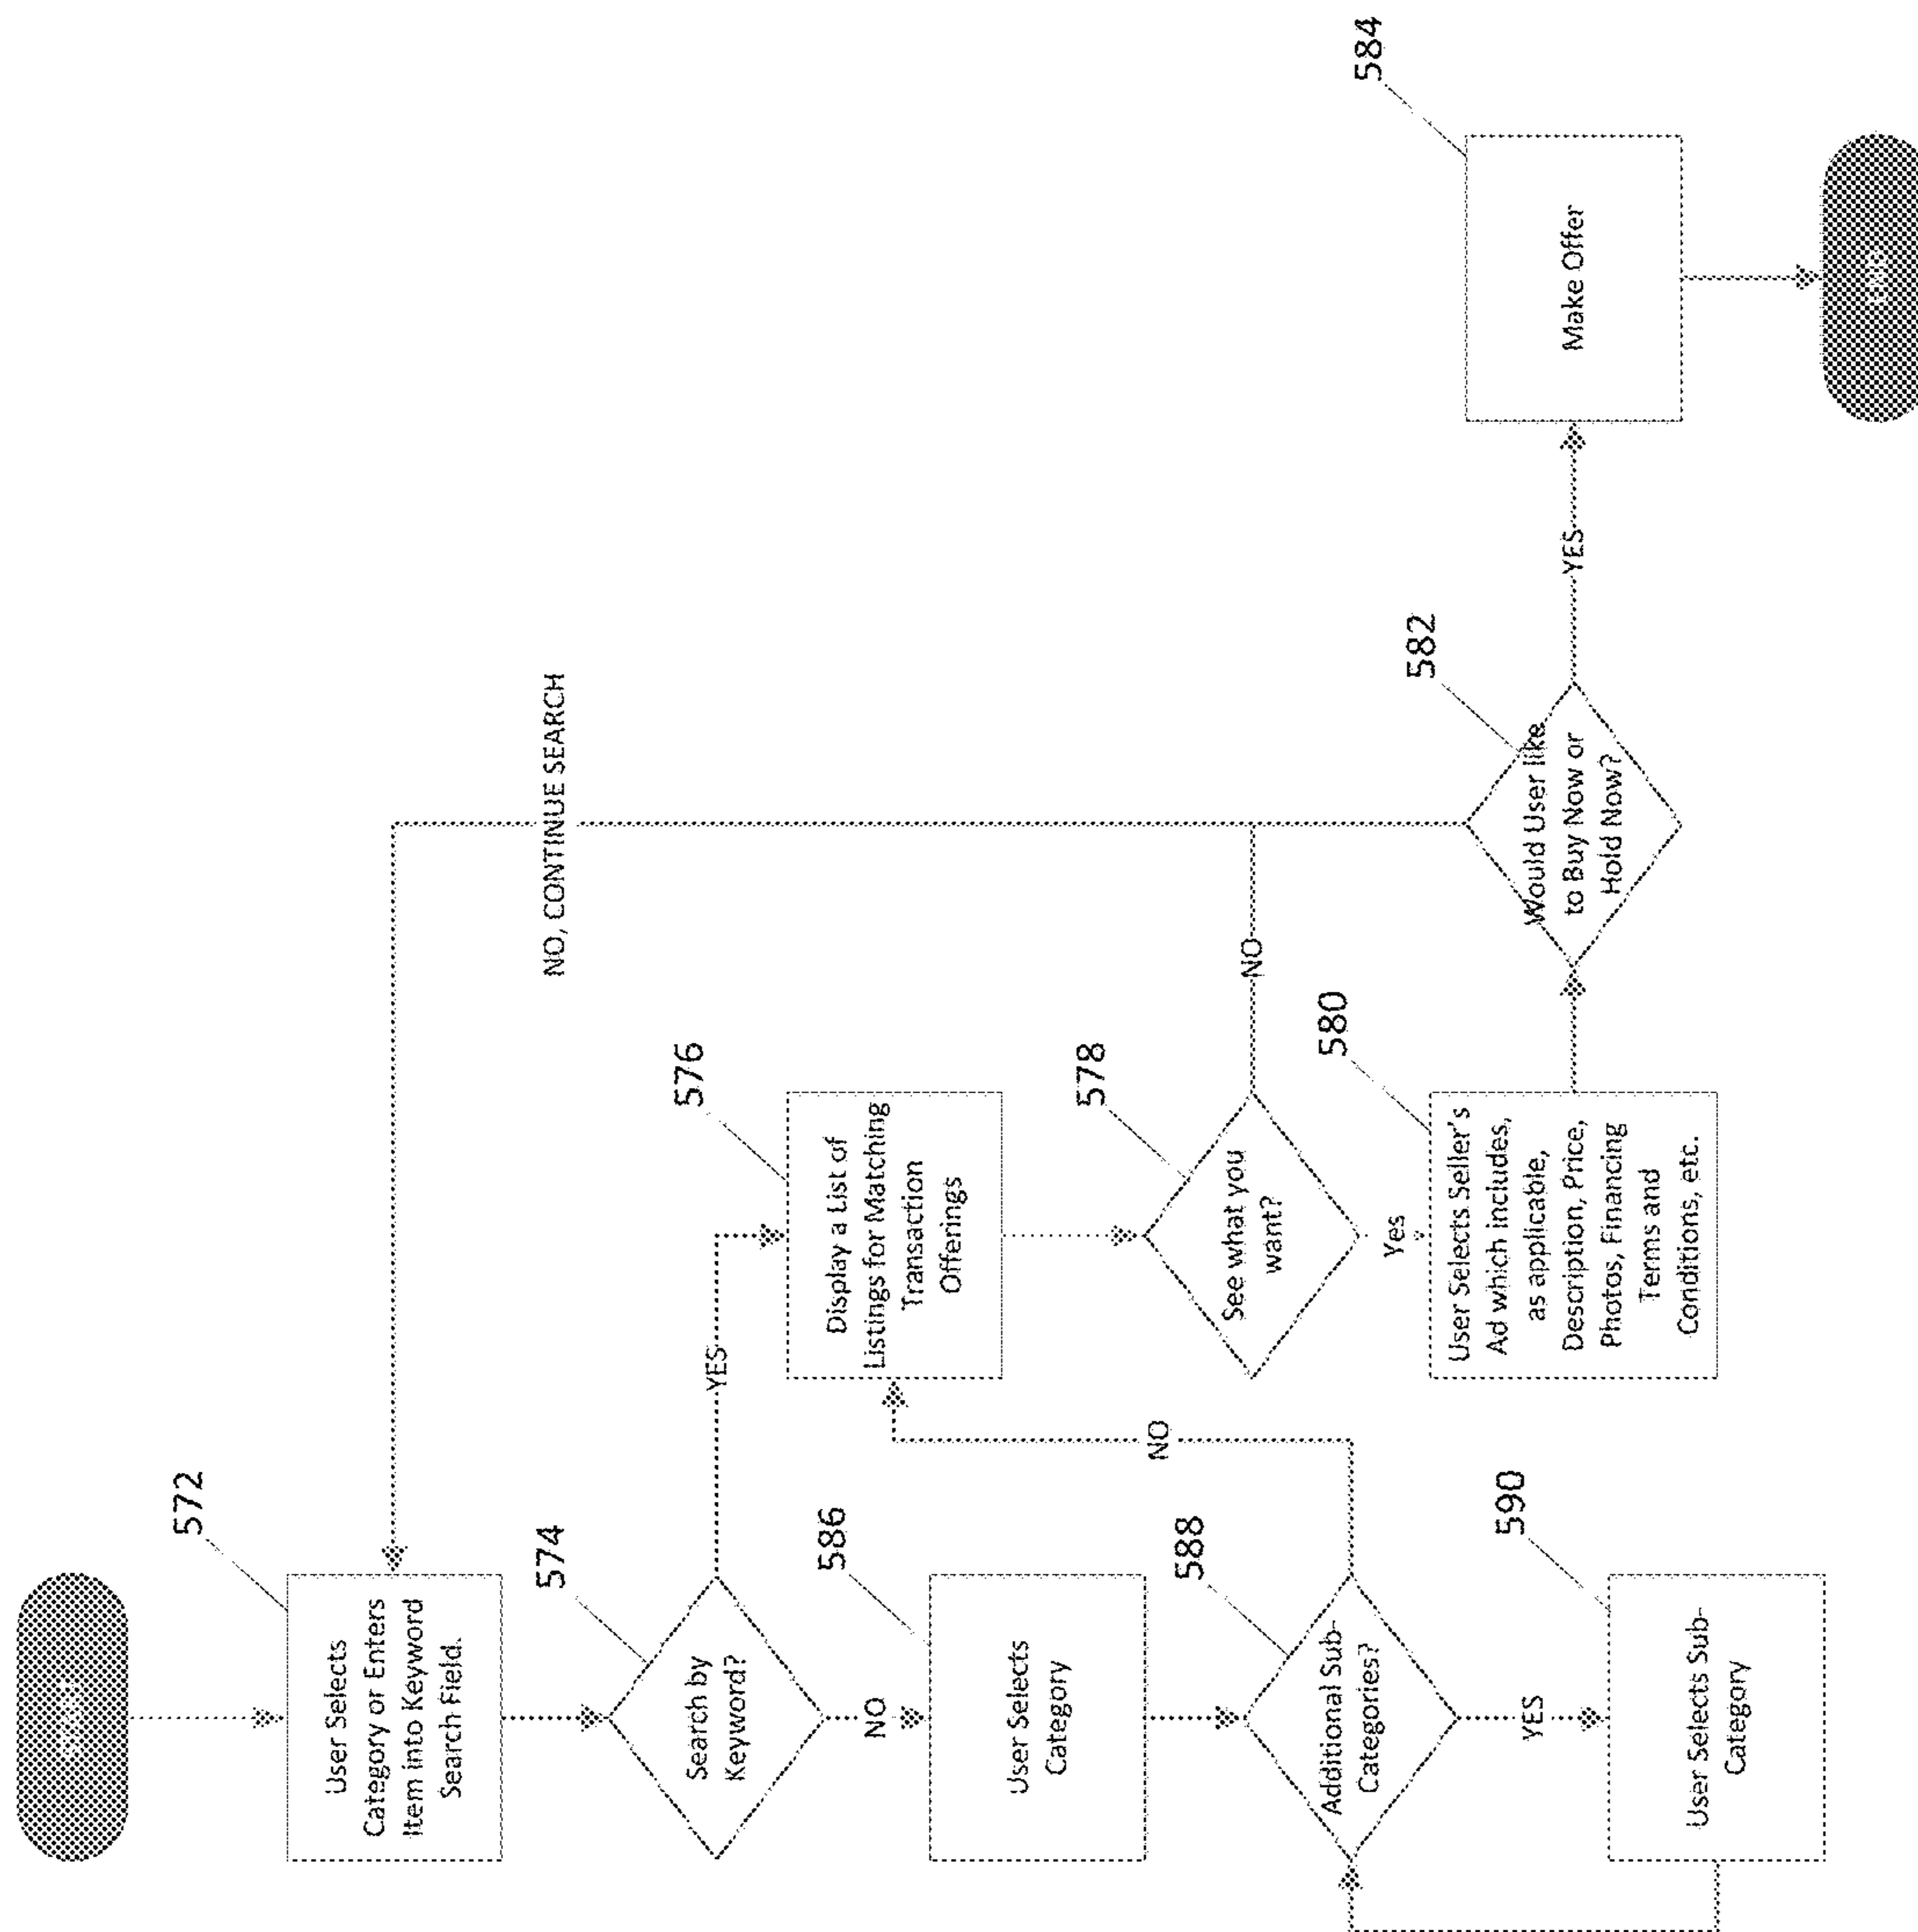 572
User Selects
Category or Enters
Item into Keyword
Search Field.
574
Search by
Keyword?
YES
NO
586
User Selects
Category
588
Additional Sub-
Categories?
NO
YES
590
User Selects Sub-
Category
576
Display a List of
Listings for Matching
Transaction
Offerings
578
See what you
want?
NO
Yes
580
User Selects Seller's
Ad which includes,
as applicable,
Description, Price,
Photos, Financing
Terms and
Conditions, etc.
NO, CONTINUE SEARCH
582
Would User like
to Buy Now or
Hold Now?
YES
584
Make Offer